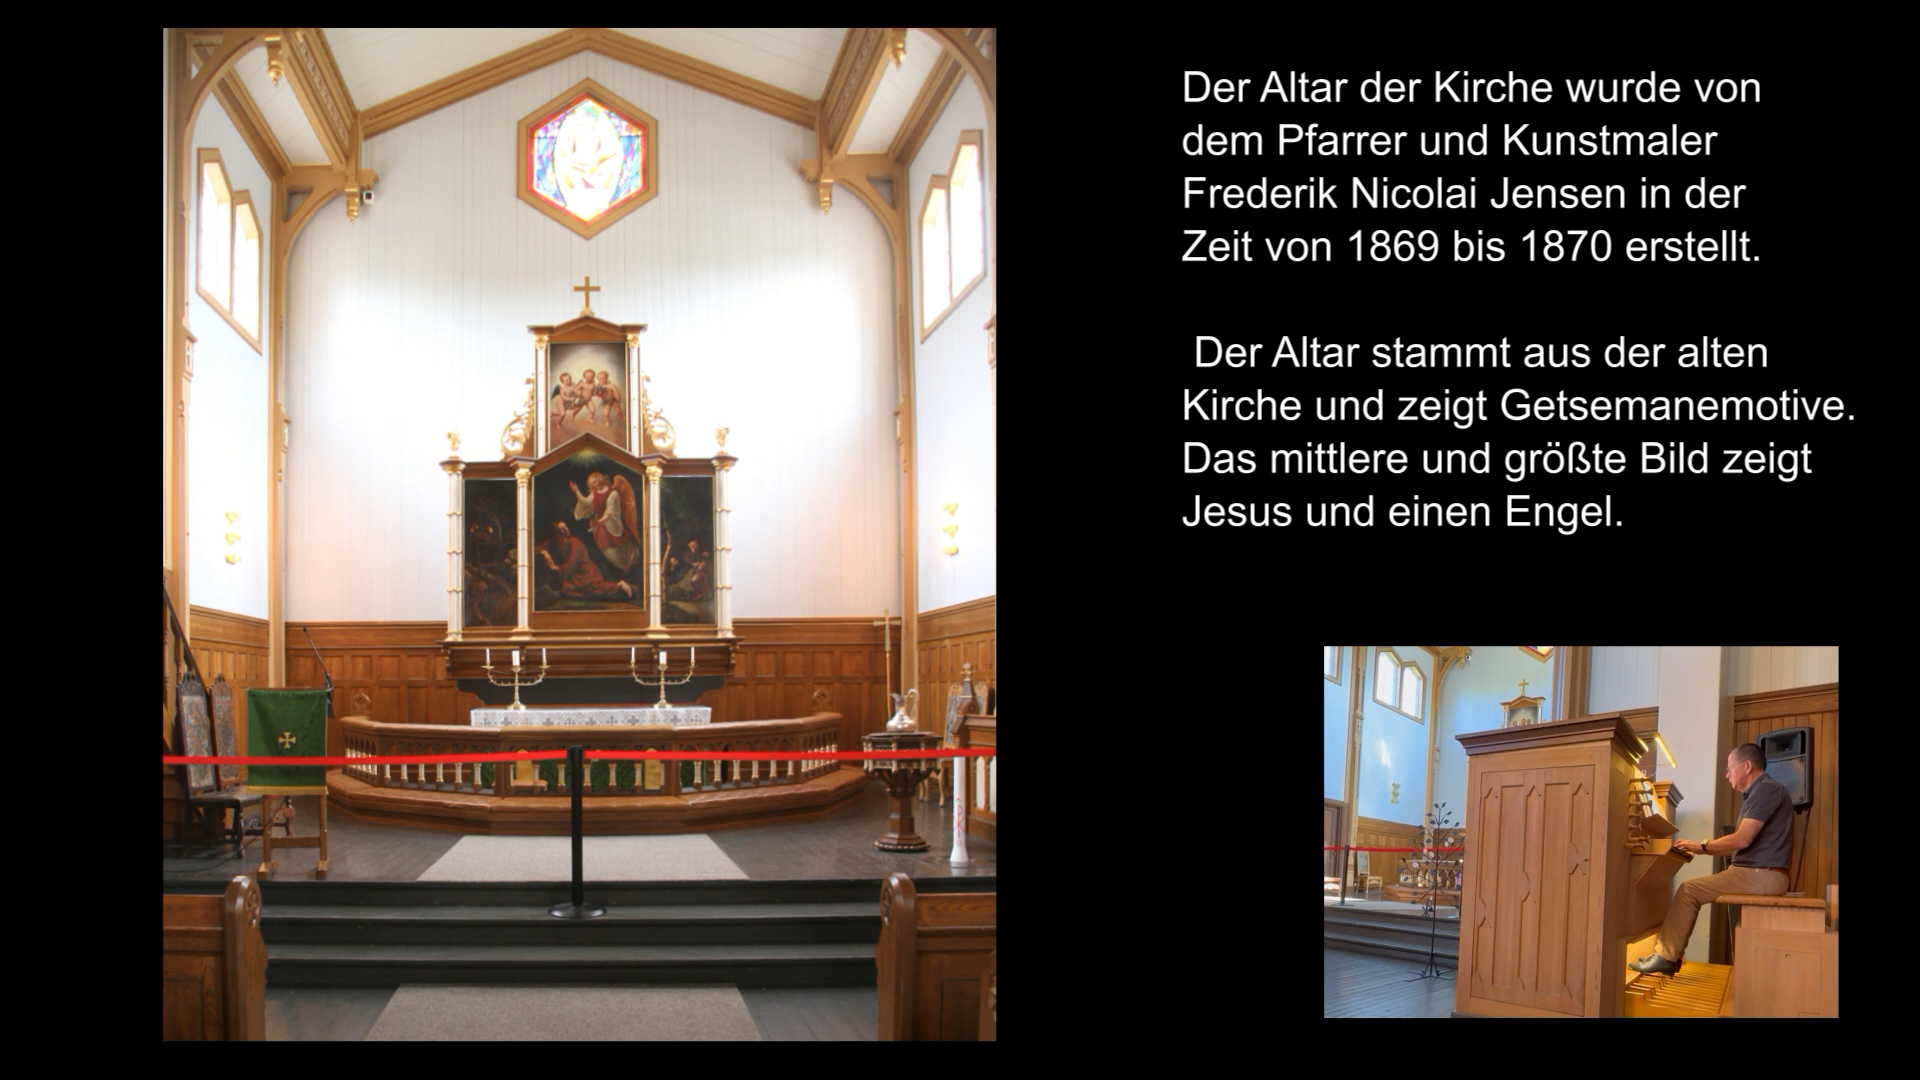 Der Altar der Kirche wurde von
dem Pfarrer und Kunstmaler
Frederik Nicolai Jensen in der
Zeit von 1869 bis 1870 erstellt.
Der Altar stammt aus der alten
Kirche und zeigt Getsemanemotive.
Das mittlere und größte Bild zeigt
Jesus und einen Engel.